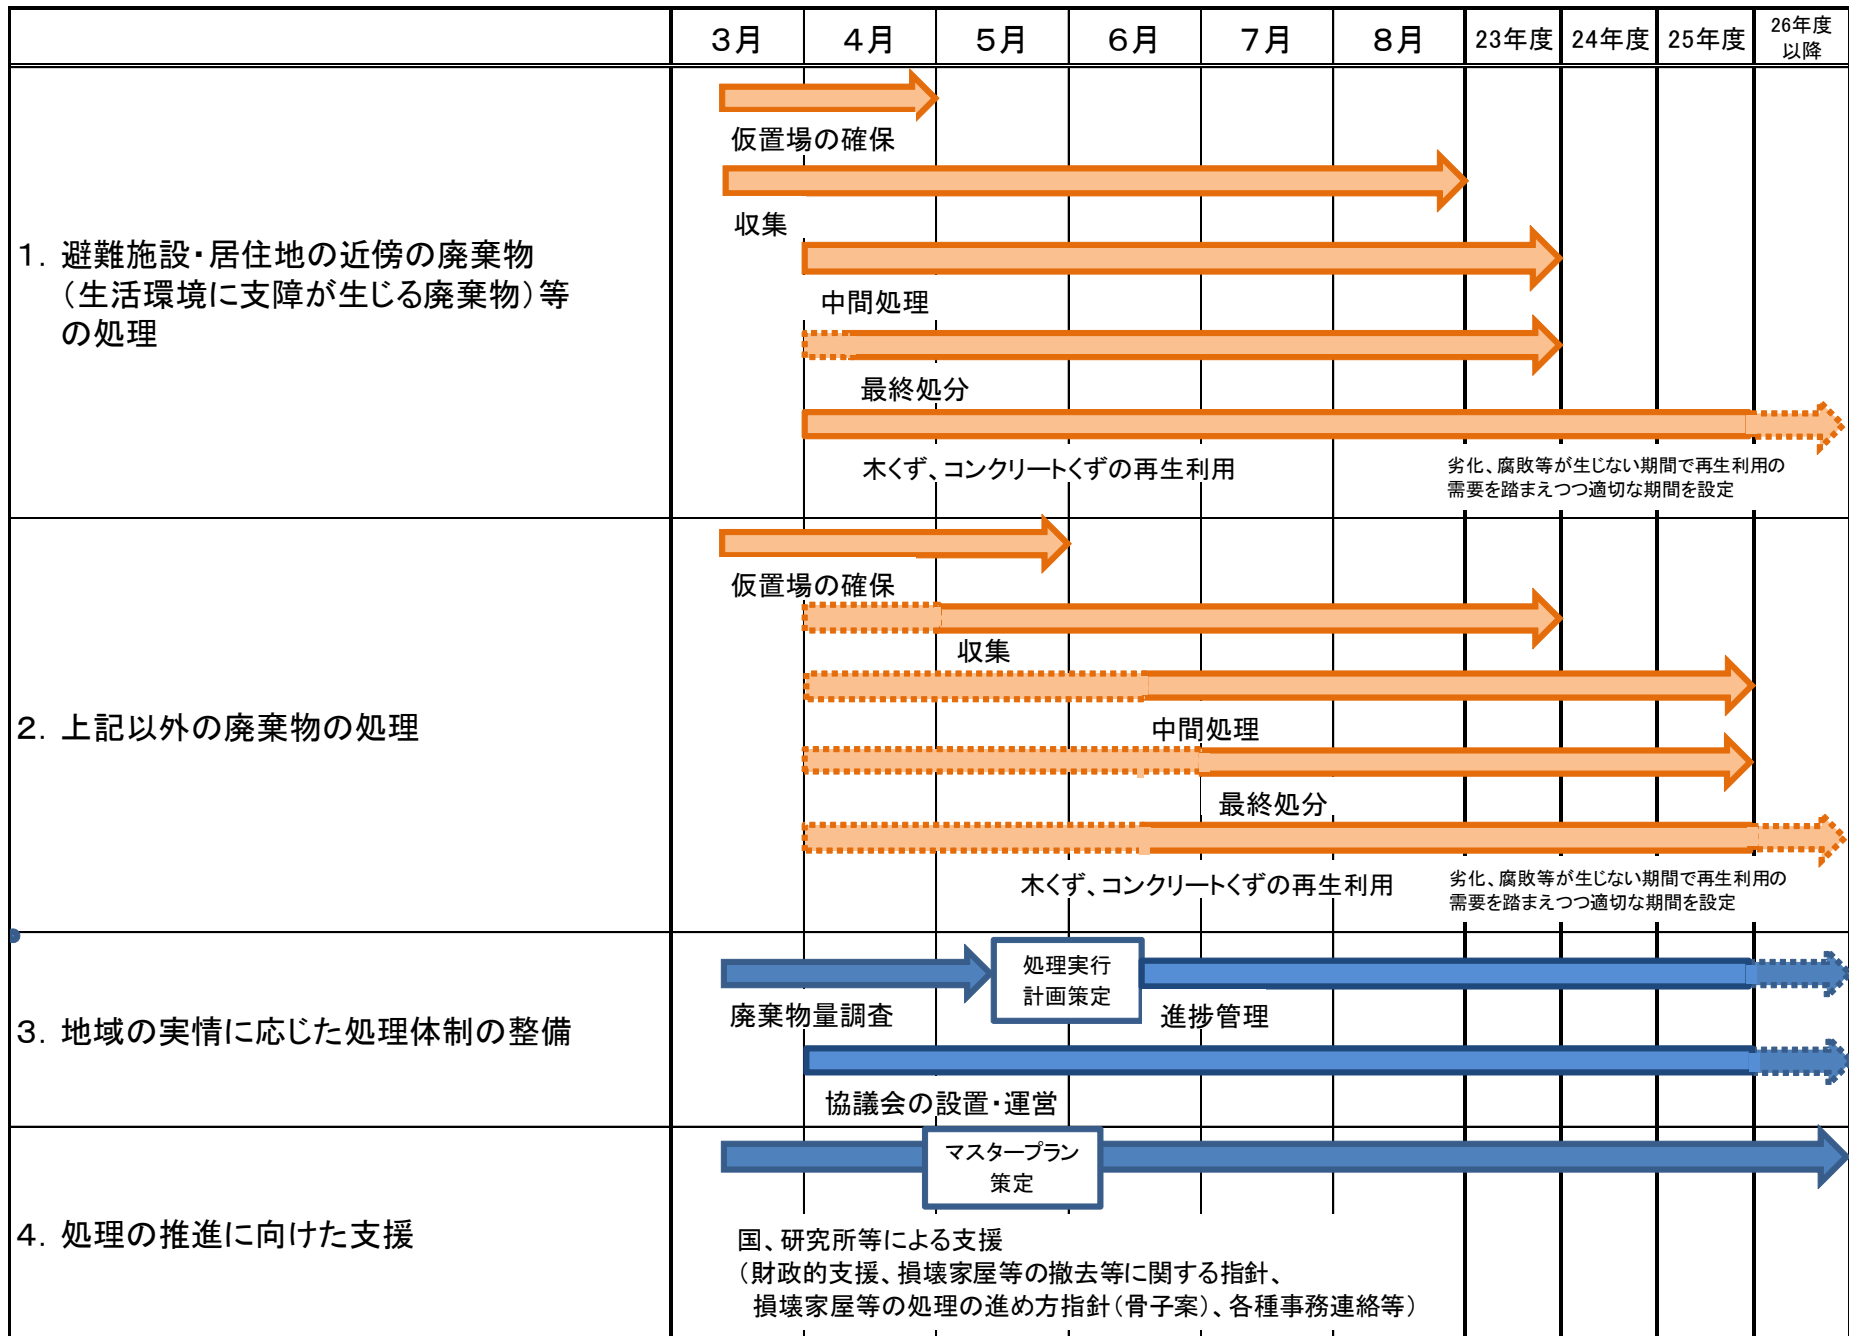 3月 4月 5月 6月 7月 8月 23年度 24年度 25年度 26年度
以降
1. 避難施設・居住地の近傍の廃棄物
(生活環境に支障が生じる廃棄物)等
の処理
仮置場の確保
収集
中間処理
最終処分
木くず、コンクリートくずの再生利用
劣化、腐敗等が生じない期間で再生利用の
需要を踏まえつつ適切な期間を設定
2. 上記以外の廃棄物の処理
仮置場の確保
収集
中間処理
最終処分
木くず、コンクリートくずの再生利用
劣化、腐敗等が生じない期間で再生利用の
需要を踏まえつつ適切な期間を設定
3. 地域の実情に応じた処理体制の整備
廃棄物量調査
処理実行
計画策定
進捗管理
協議会の設置・運営
4. 処理の推進に向けた支援
マスタープラン
策定
国、研究所等による支援
(財政的支援、損壊家屋等の撤去等に関する指針、
損壊家屋等の処理の進め方指針(骨子案)、各種事務連絡等)